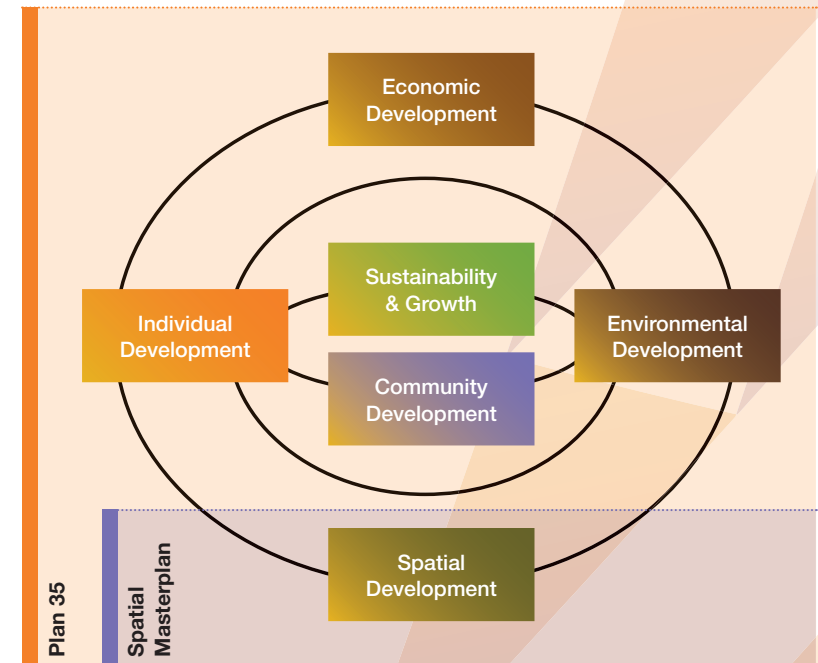 Economic
Development
Sustainability
& Growth
Individual
Development
Environmental
Development
Community
Development
Spatial
Development
Plan 35
Spatial
Masterplan